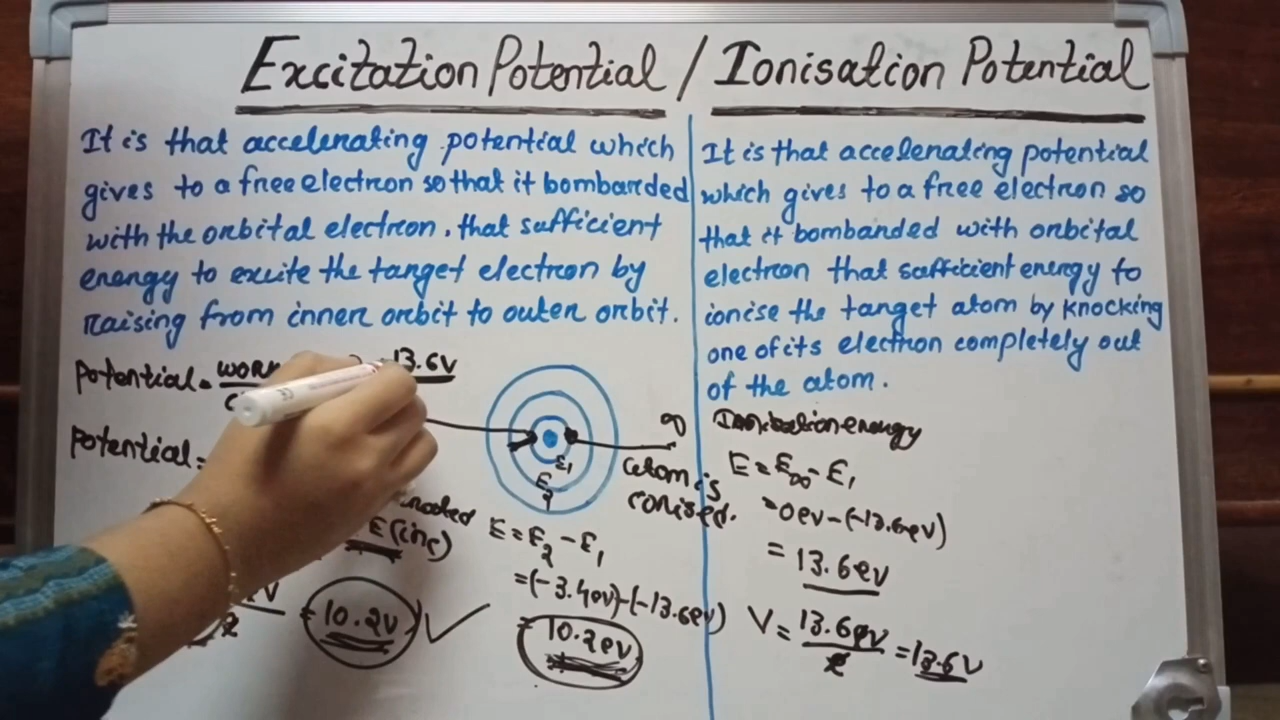 Excitation Potential / Ionisation Potential
It is that accelerating potential which
gives to a free electron so that it bombarded
with the orbital electron. that sufficient
energy to excite the target electron by
raising from inner orbit to outer orbit.
Potential =
13.6V
Potential =
E1
E2
E (inc)
E = E2 - E1
= (-3.4ev) - (-13.6ev)
= 10.2ev
= 10.2V
It is that accelerating potential
which gives to a free electron so
that it bombarded with orbital
electron that sufficient energy to
ionise the target atom by knocking
one of its electron completely out
of the atom.
∞
atom is
ionised.
Ionisation energy
E = E∞ - E1
= 0ev - (-13.6ev)
= 13.6ev
V = 13.6ev / e = 13.6V